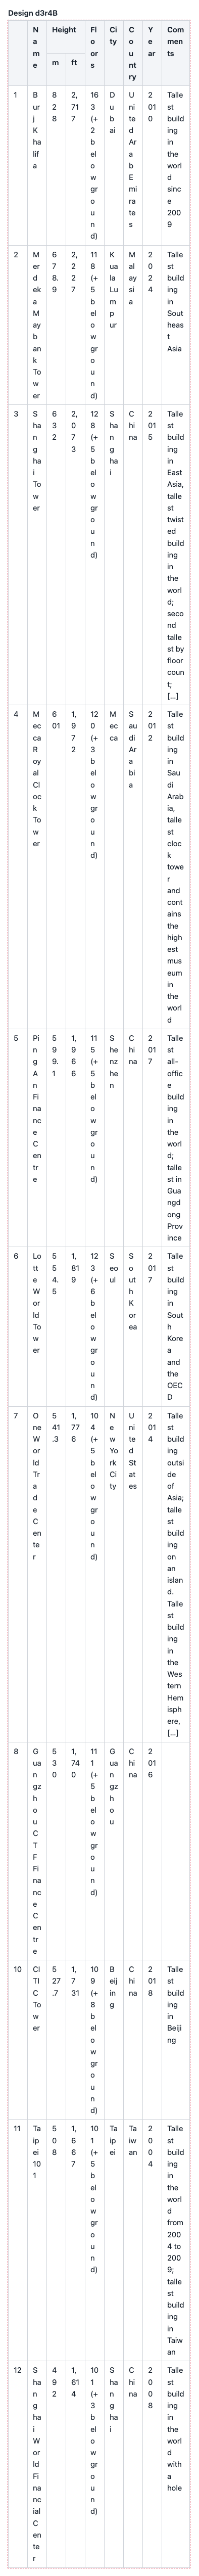 Design d3r4B
Name Height Floors City Country Year Comments
m ft
1 Burj Khalifa 828 2,717 163 (+ 2 below ground) Dubai United Arab Emirates 2010 Tallest building in the world since 2009
2 Merdeka Maybank Tower 678.9 2,227 118 (+ 5 below ground) Kuala Lumpur Malaysia 2024 Tallest building in Southeast Asia
3 Shanghai Tower 632 2,073 128 (+ 5 below ground) Shanghai China 2015 Tallest building in East Asia, tallest twisted building in the world; second tallest by floor count; [...]
4 Mecca Royal Clock Tower 601 1,972 120 (+ 3 below ground) Mecca Saudi Arabia 2012 Tallest building in Saudi Arabia, tallest clock tower and contains the highest museum in the world
5 Ping An Finance Centre 599.1 1,966 115 (+ 5 below ground) Shenzhen China 2017 Tallest all-office building in the world; tallest in Guangdong Province
6 Lotte World Tower 554.5 1,819 123 (+ 6 below ground) Seoul South Korea 2017 Tallest building in South Korea and the OECD
7 One World Trade Center 541.3 1,776 104 (+ 5 below ground) New York City United States 2014 Tallest building outside of Asia; tallest building on an island. Tallest building in the Western Hemisphere, [...]
8 Guangzhou CTF Finance Centre 530 1,740 111 (+ 5 below ground) Guangzhou China 2016
10 CITIC Tower 527.7 1,731 109 (+ 8 below ground) Beijing China 2018 Tallest building in Beijing
11 Taipei 101 508 1,667 101 (+ 5 below ground) Taipei Taiwan 2004 Tallest building in the world from 2004 to 2009; tallest building in Taiwan
12 Shanghai World Financial Center 492 1,614 101 (+ 3 below ground) Shanghai China 2008 Tallest building in the world with a hole